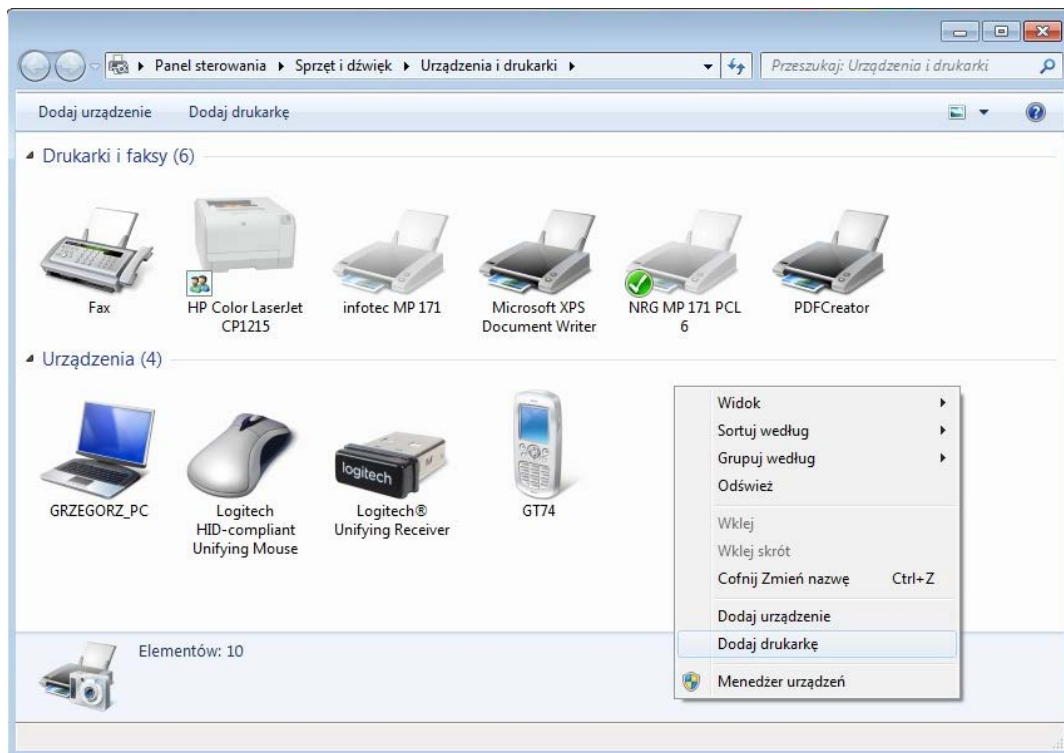 Panel sterowania ▸ Sprzęt i dźwięk ▸ Urządzenia i drukarki ▸
Przeszukaj: Urządzenia i drukarki
Dodaj urządzenie Dodaj drukarkę
Drukarki i faksy (6)
Fax
HP Color LaserJet
CP1215
infotec MP 171
Microsoft XPS
Document Writer
NRG MP 171 PCL
6
PDFCreator
Urządzenia (4)
logitech
GRZEGORZ_PC
Logitech
HID-compliant
Unifying Mouse
Logitech®
Unifying Receiver
GT74
Widok
Sortuj według
Grupuj według
Odśwież
Wklej
Wklej skrót
Cofnij Zmień nazwę Ctrl+Z
Dodaj urządzenie
Dodaj drukarkę
Menedżer urządzeń
Elementów: 10